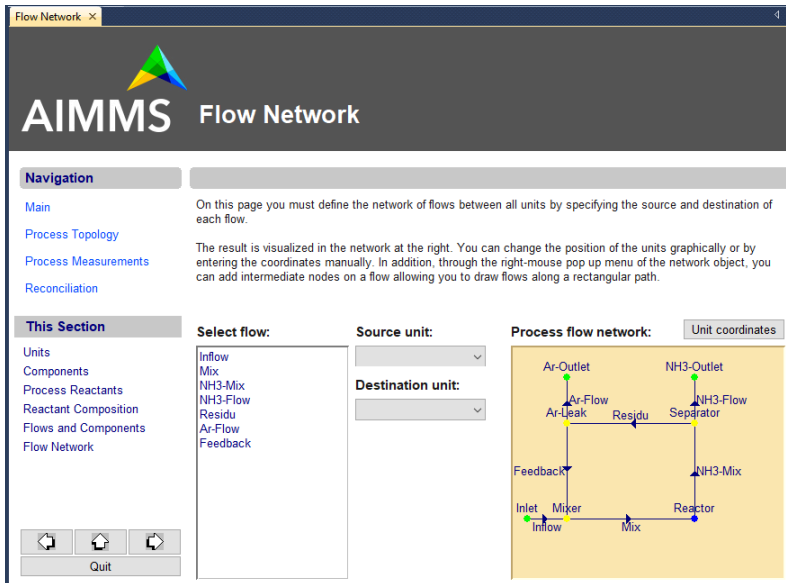 Flow Network ×
AIMMS
Flow Network
Navigation
Main
Process Topology
Process Measurements
Reconciliation
On this page you must define the network of flows between all units by specifying the source and destination of
each flow.
The result is visualized in the network at the right. You can change the position of the units graphically or by
entering the coordinates manually. In addition, through the right-mouse pop up menu of the network object, you
can add intermediate nodes on a flow allowing you to draw flows along a rectangular path.
This Section
Units
Components
Process Reactants
Reactant Composition
Flows and Components
Flow Network
Quit
Select flow:
Inflow
Mix
NH3-Mix
NH3-Flow
Residu
Ar-Flow
Feedback
Source unit:
Destination unit:
Process flow network:
Unit coordinates
Ar-Outlet
NH3-Outlet
Ar-Flow
NH3-Flow
Ar-Leak
Residu
Separator
Feedback
NH3-Mix
Inlet
Mixer
Reactor
Inflow
Mix